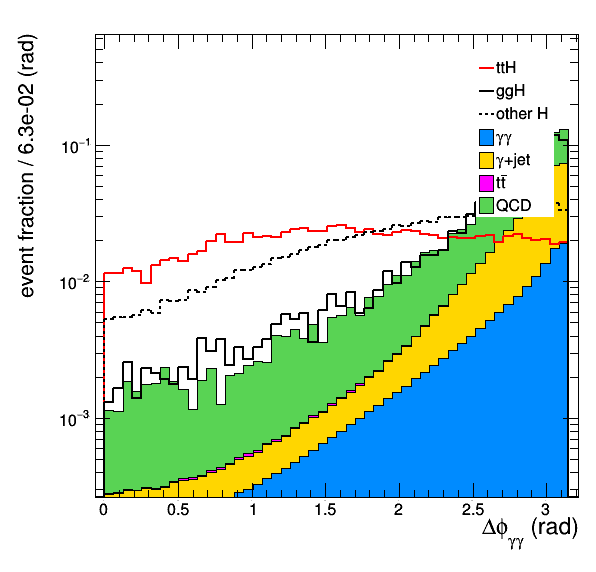 event fraction / 6.3e-02 (rad)
10⁻¹
10⁻²
10⁻³
ttH
ggH
other H
γγ
γ+jet
tt̄
QCD
0 0.5 1 1.5 2 2.5 3
Δϕγγ (rad)